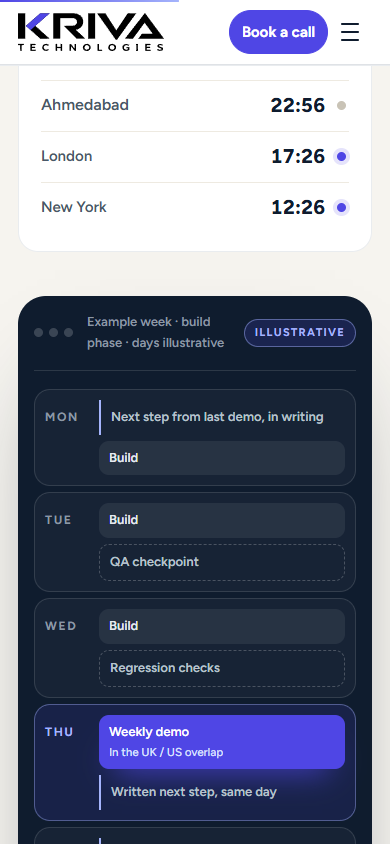 KRIVA
TECHNOLOGIES
Book a call
Ahmedabad 22:56
London 17:26
New York 12:26
Example week · build
phase · days illustrative
ILLUSTRATIVE
MON
Next step from last demo, in writing
Build
TUE
Build
QA checkpoint
WED
Build
Regression checks
THU
Weekly demo
In the UK / US overlap
Written next step, same day